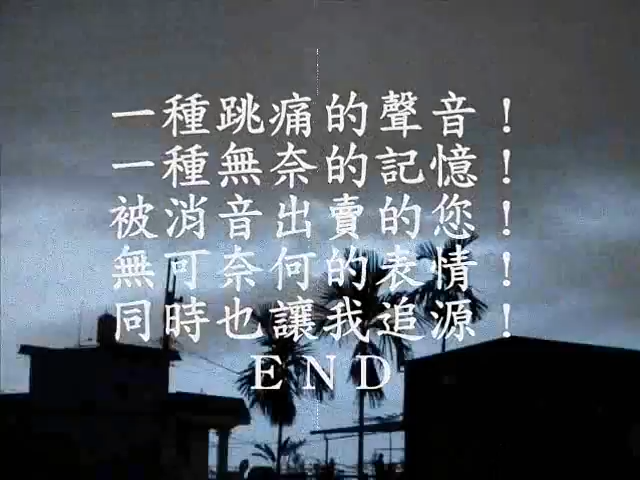 一種跳痛的聲音！
一種無奈的記憶！
被消音出賣的您！
無可奈何的表情！
同時也讓我追源！
END